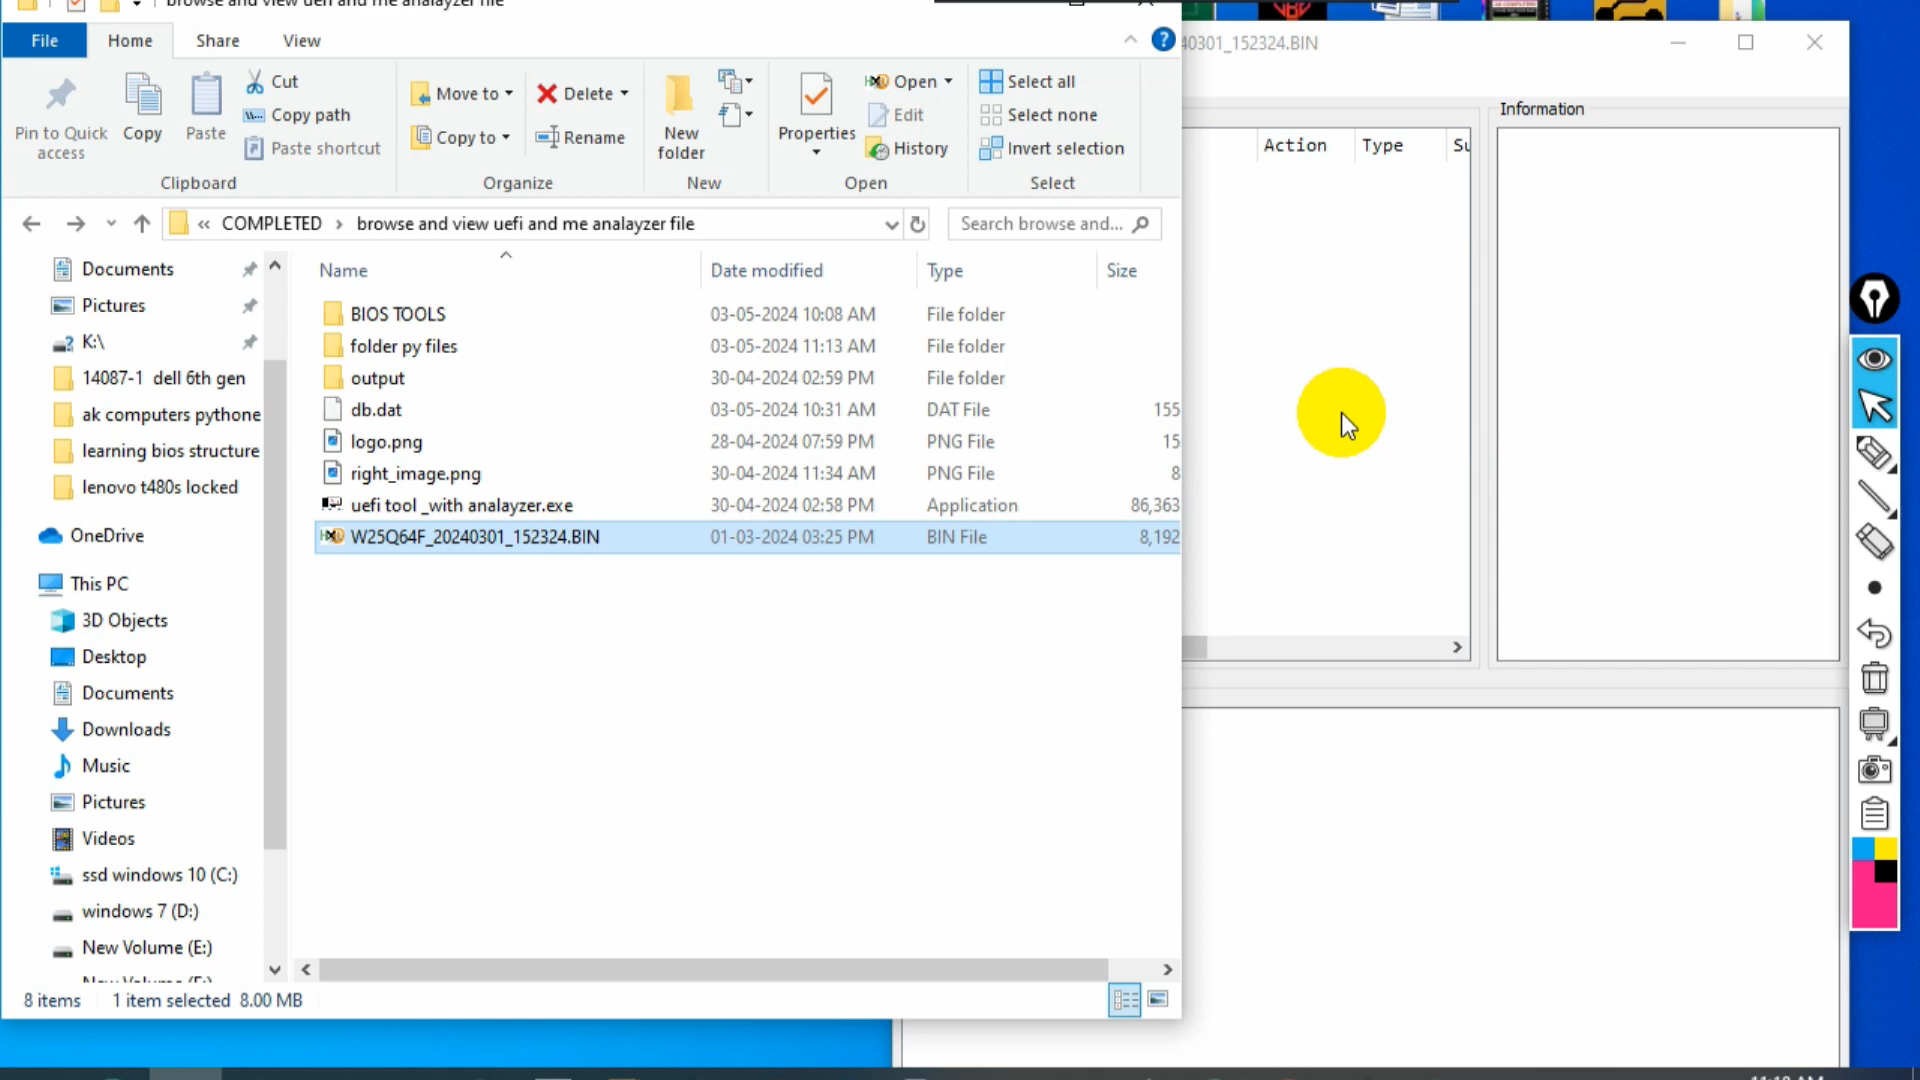 browse and view uefi and me analayzer file
File Home Share View
40301_152324.BIN
Pin to Quick access
Copy
Paste
Cut
Copy path
Paste shortcut
Clipboard
Move to
Copy to
Delete
Rename
Organize
New folder
New
Properties
Open
Edit
History
Open
Select all
Select none
Invert selection
Select
Information
Action Type Su
« COMPLETED › browse and view uefi and me analayzer file
Search browse and...
Documents
Pictures
K:\
14087-1 dell 6th gen
ak computers pythone
learning bios structure
lenovo t480s locked
OneDrive
This PC
3D Objects
Desktop
Documents
Downloads
Music
Pictures
Videos
ssd windows 10 (C:)
windows 7 (D:)
New Volume (E:)
Name Date modified Type Size
BIOS TOOLS 03-05-2024 10:08 AM File folder
folder py files 03-05-2024 11:13 AM File folder
output 30-04-2024 02:59 PM File folder
db.dat 03-05-2024 10:31 AM DAT File 155
logo.png 28-04-2024 07:59 PM PNG File 15
right_image.png 30-04-2024 11:34 AM PNG File 8
uefi tool _with analayzer.exe 30-04-2024 02:58 PM Application 86,363
W25Q64F_20240301_152324.BIN 01-03-2024 03:25 PM BIN File 8,192
8 items 1 item selected 8.00 MB